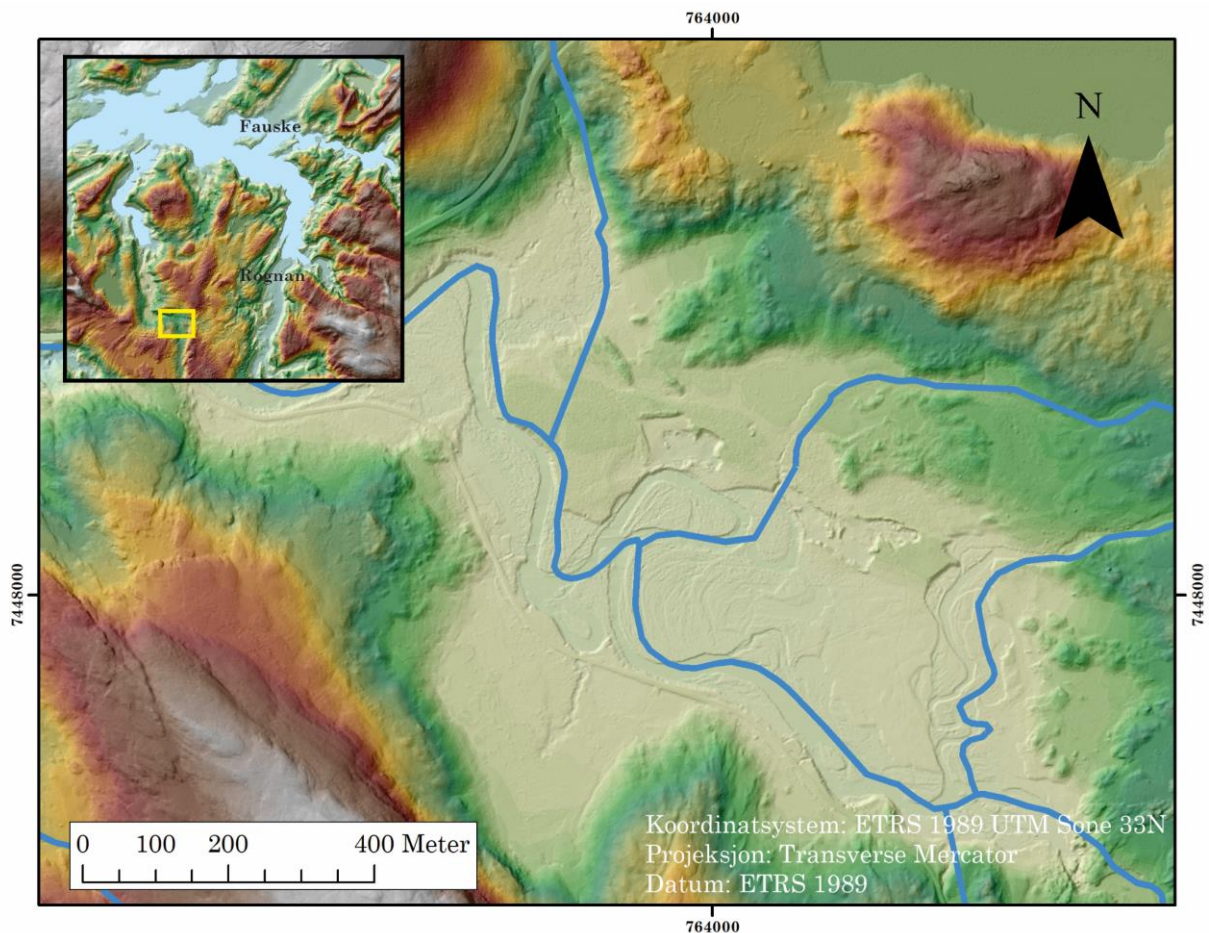 764000
N
Fauske
Rognan
7448000
7448000
Koordinatsystem: ETRS 1989 UTM Sone 33N
Projeksjon: Transverse Mercator
Datum: ETRS 1989
0 100 200 400 Meter
764000